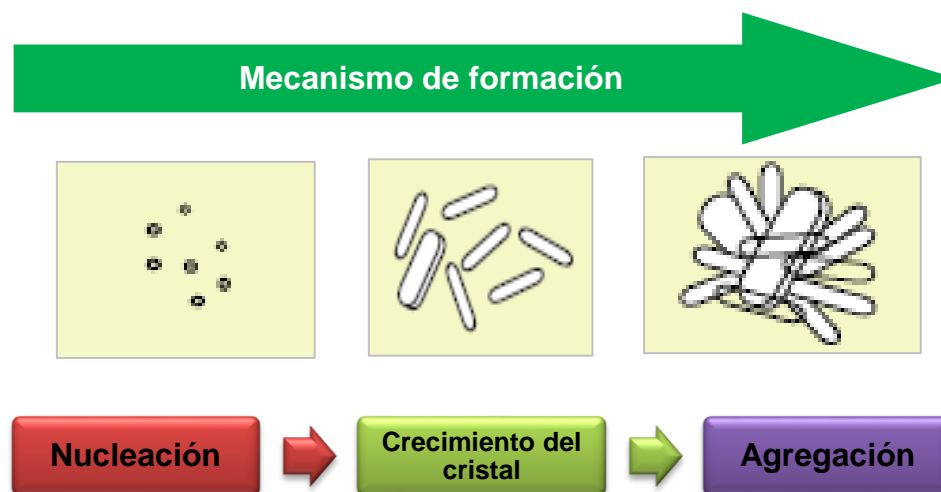 Mecanismo de formación
Nucleación
Crecimiento del
cristal
Agregación